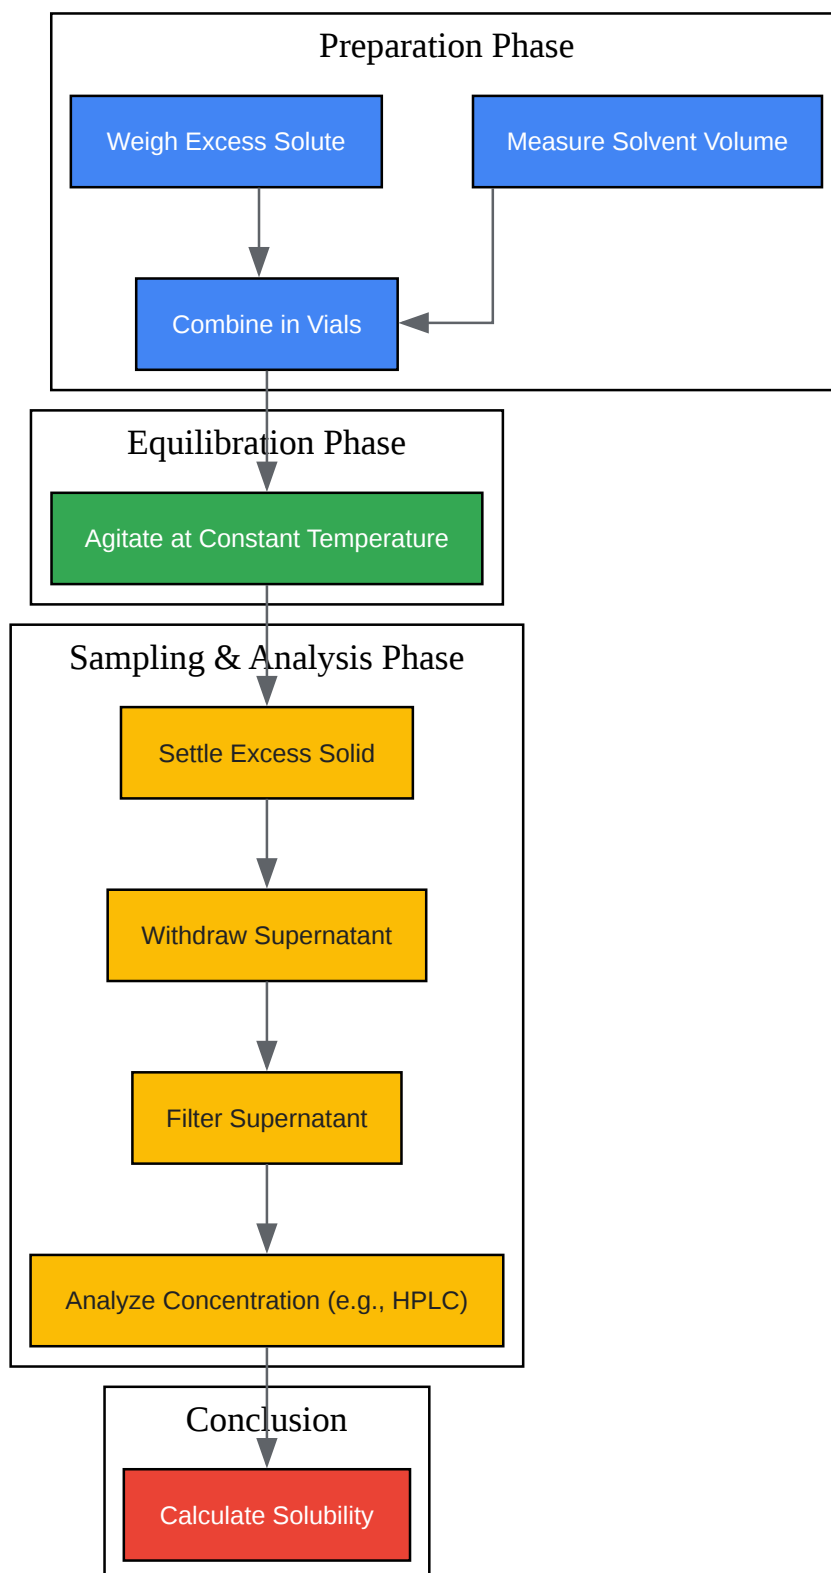 Preparation Phase
Weigh Excess Solute
Measure Solvent Volume
Combine in Vials
Equilibration Phase
Agitate at Constant Temperature
Sampling & Analysis Phase
Settle Excess Solid
Withdraw Supernatant
Filter Supernatant
Analyze Concentration (e.g., HPLC)
Conclusion
Calculate Solubility